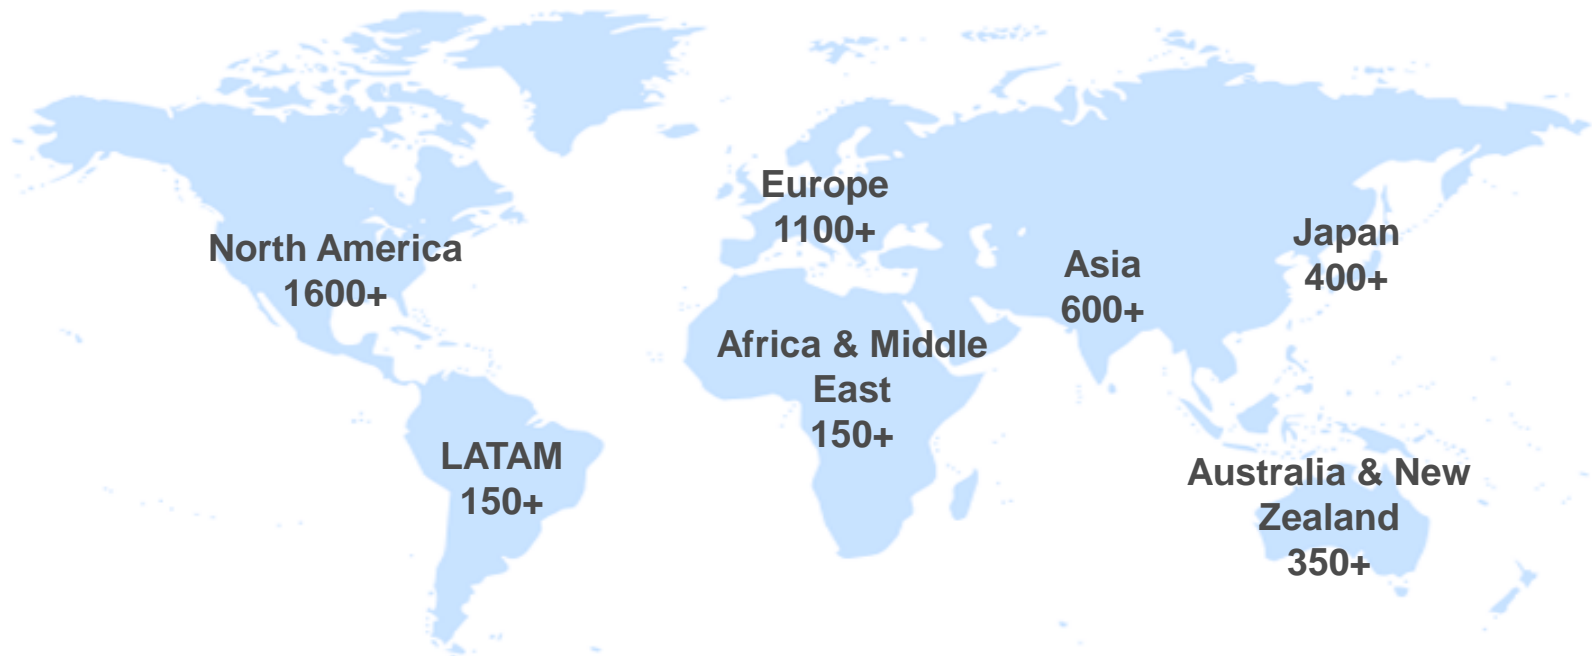 Europe
1100+
North America
1600+
Japan
400+
Asia
600+
Africa & Middle
East
150+
LATAM
150+
Australia & New
Zealand
350+